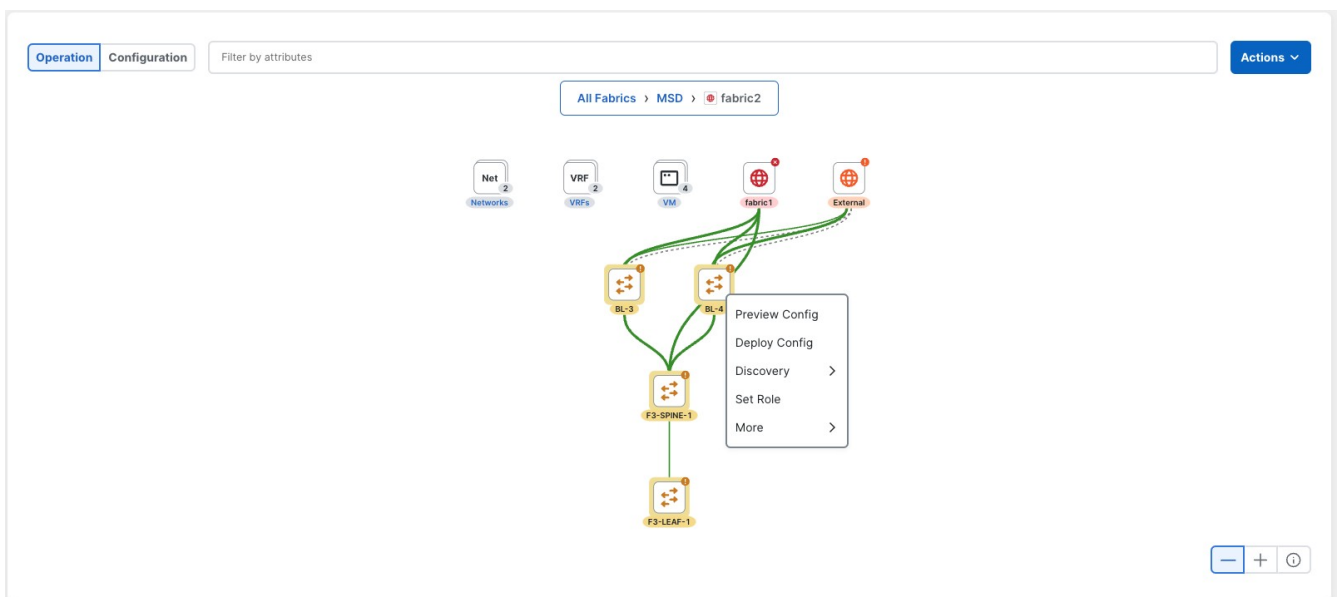 Operation Configuration Filter by attributes Actions
All Fabrics > MSD > fabric2
Net 2 VRF 2 4
Networks VRFs VM fabric1 External
BL-3 BL-4
Preview Config
Deploy Config
Discovery
Set Role
More
F3-SPINE-1
F3-LEAF-1